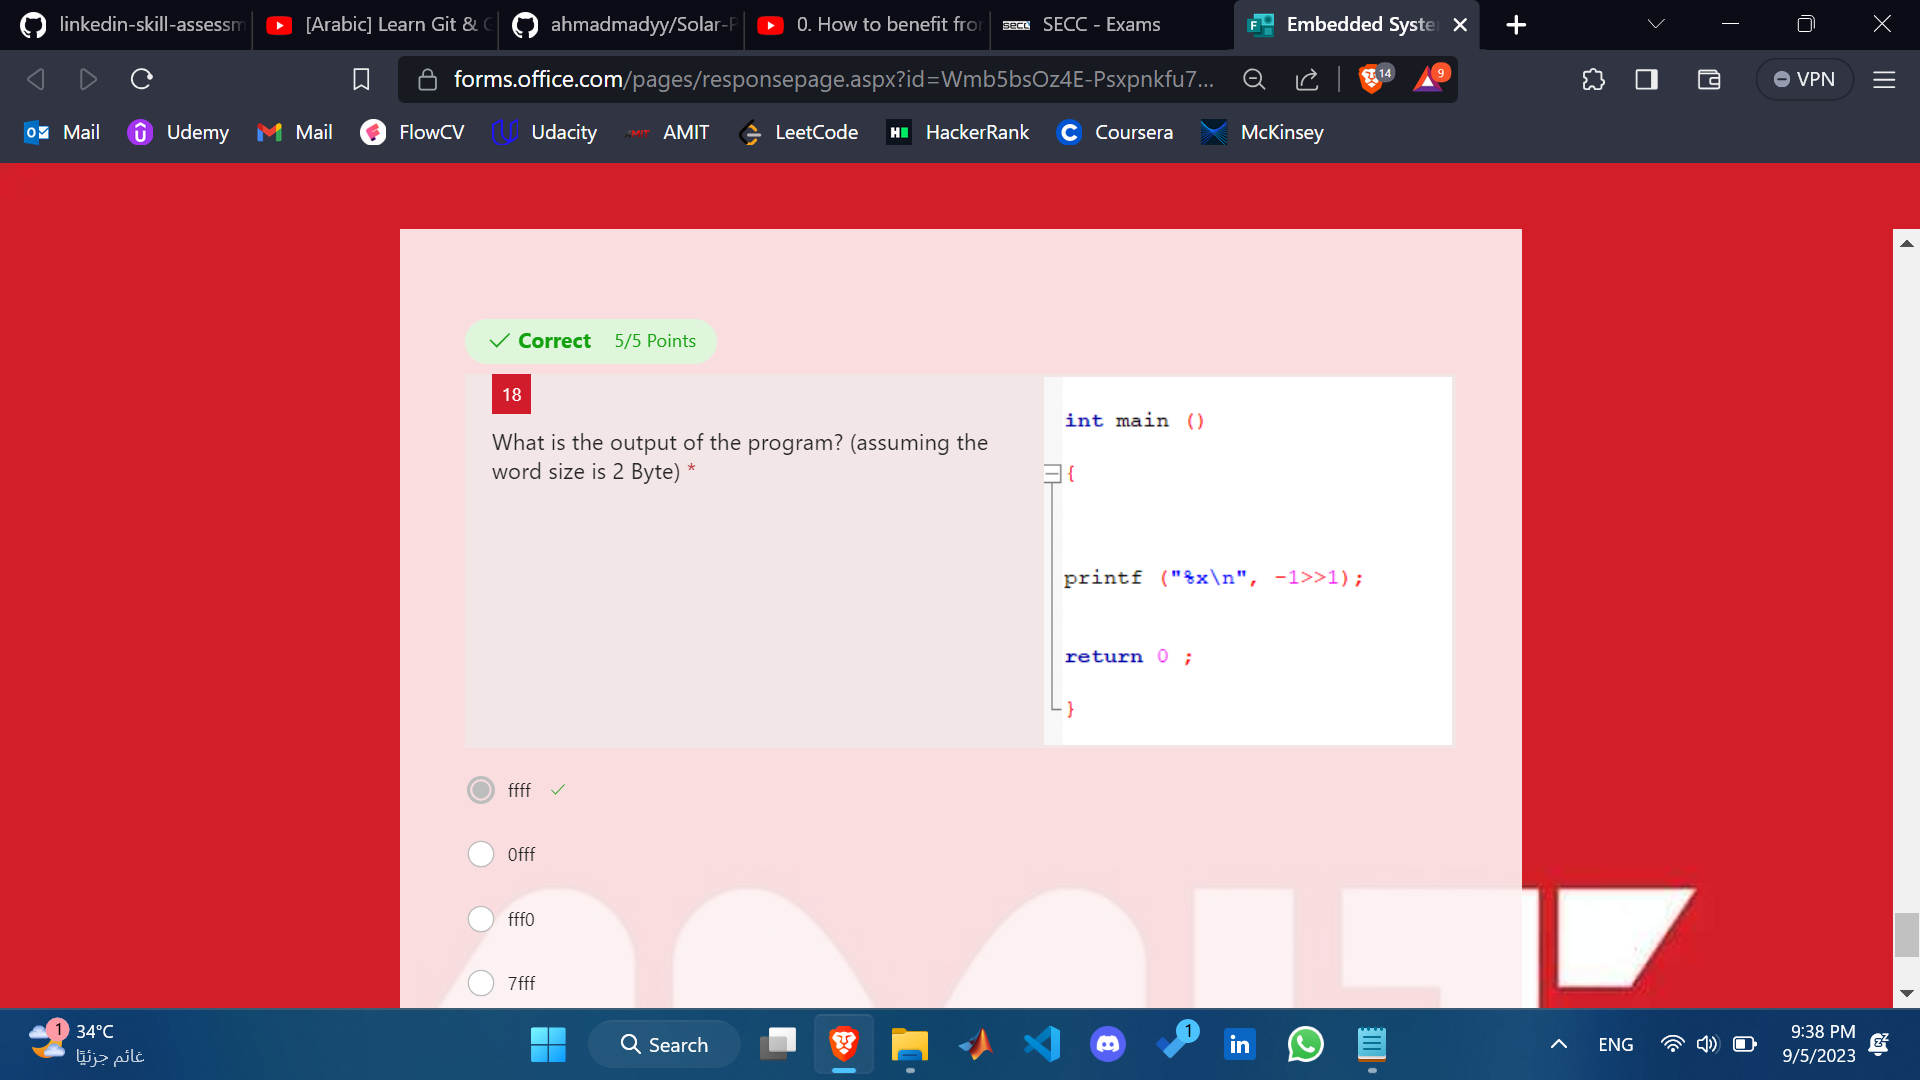 linkedin-skill-assessm
[Arabic] Learn Git & G
ahmadmadyy/Solar-P
0. How to benefit from
SECC - Exams
Embedded Syste
forms.office.com/pages/responsepage.aspx?id=Wmb5bsOz4E-Psxpnkfu7...
14
9
VPN
Mail
Udemy
Mail
FlowCV
Udacity
AMIT
LeetCode
HackerRank
Coursera
McKinsey
Correct 5/5 Points
18
What is the output of the program? (assuming the
word size is 2 Byte) *
int main ()
{
printf ("%x\n", -1>>1);
return 0 ;
}
ffff
0fff
fff0
7fff
1
34°C
غائم جزئيًا
Search
1
ENG
9:38 PM
9/5/2023